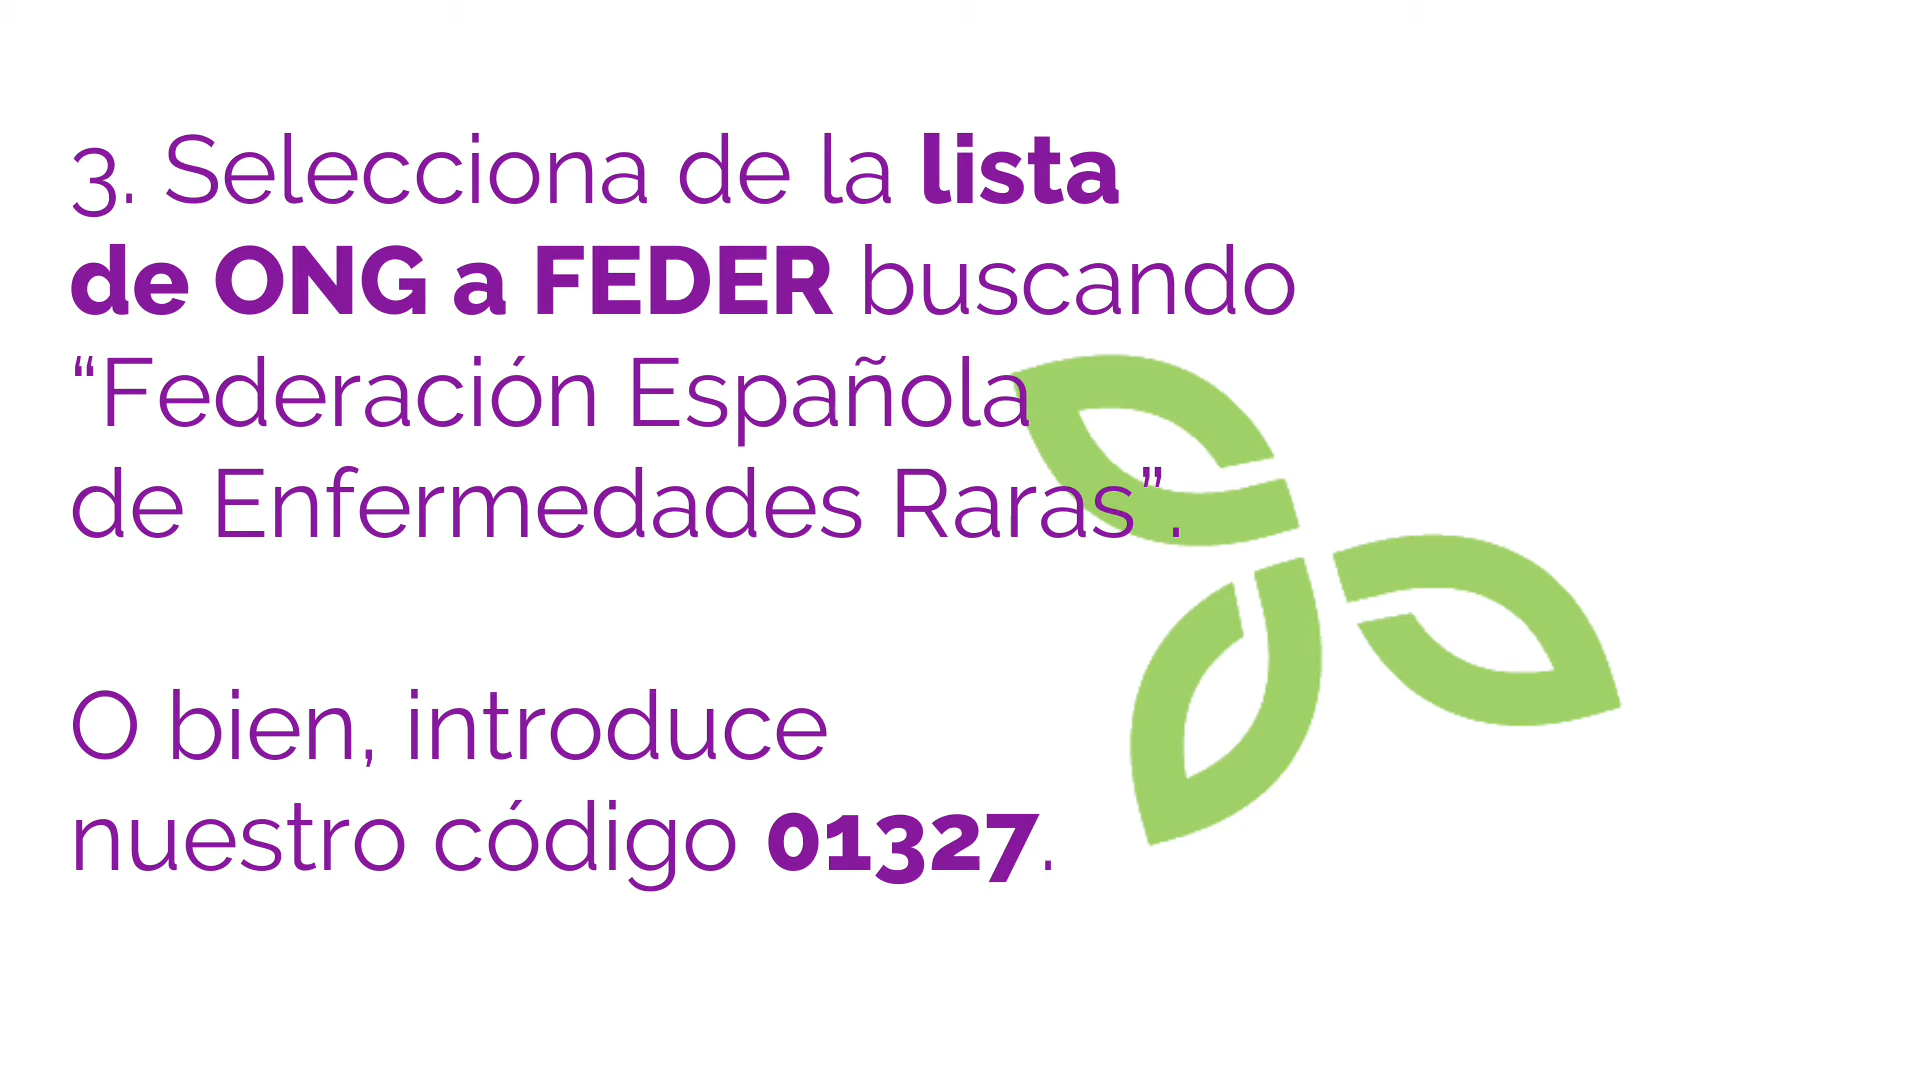 3. Selecciona de la lista
de ONG a FEDER buscando
“Federación Española
de Enfermedades Raras”.
O bien, introduce
nuestro código 01327.